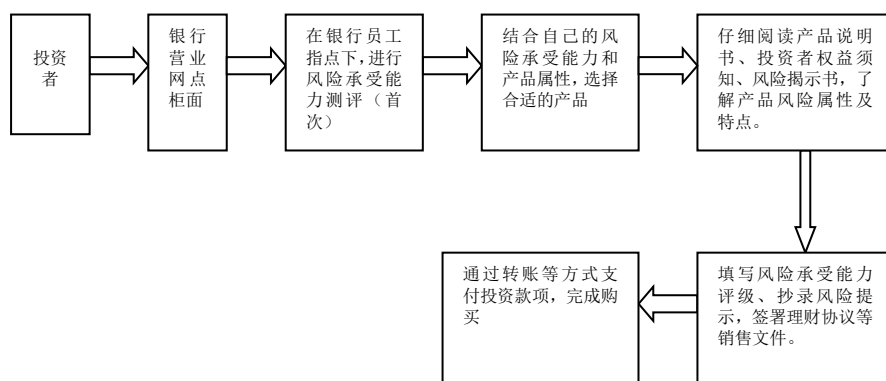 投资
者
银行
营业
网点
柜面
在银行员工
指点下，进行
风险承受能
力测评（首
次）
结合自己的风
险承受能力和
产品属性，选择
合适的产品
仔细阅读产品说明
书、投资者权益须
知、风险揭示书，了
解产品风险属性及
特点。
填写风险承受能力
评级、抄录风险提
示，签署理财协议等
销售文件。
通过转账等方式支
付投资款项，完成购
买